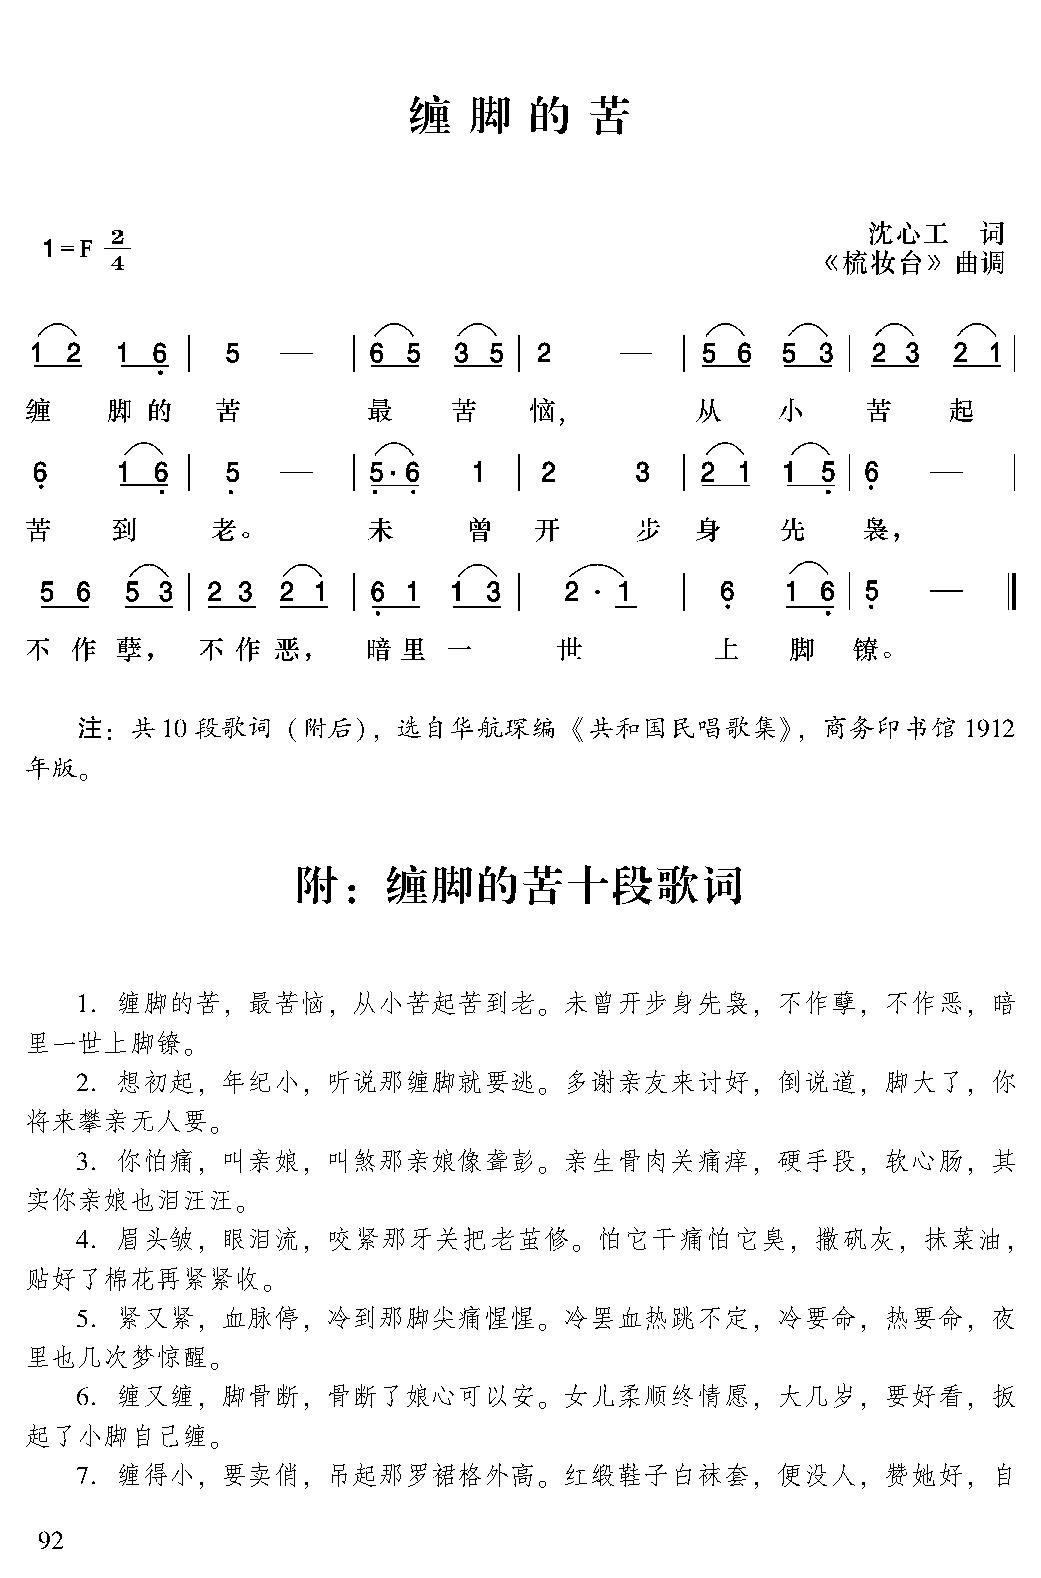 缠脚的苦
1=F 2/4
沈心工 词
《梳妆台》曲调
1 2 1 6 | 5 — | 6 5 3 5 | 2 — | 5 6 5 3 | 2 3 2 1 |
缠 脚 的 苦 最 苦 恼， 从 小 苦 起
6 1 6 | 5 — | 5·6 1 | 2 3 | 2 1 1 5 | 6 — |
苦 到 老。 未 曾 开 步 身 先 袅，
5 6 5 3 | 2 3 2 1 | 6 1 1 3 | 2 · 1 | 6 1 6 | 5 — ‖
不 作 孽， 不 作 恶， 暗 里 一 世 上 脚 镣。
注：共10段歌词（附后），选自华航琛编《共和国民唱歌集》，商务印书馆1912
年版。
附：缠脚的苦十段歌词
1. 缠脚的苦，最苦恼，从小苦起苦到老。未曾开步身先袅，不作孽，不作恶，暗
里一世上脚镣。
2. 想初起，年纪小，听说那缠脚就要逃。多谢亲友来讨好，倒说道，脚大了，你
将来攀亲无人要。
3. 你怕痛，叫亲娘，叫煞那亲娘像聋彭。亲生骨肉关痛痒，硬手段，软心肠，其
实你亲娘也泪汪汪。
4. 眉头皱，眼泪流，咬紧那牙关把老茧修。怕它干痛怕它臭，撒矾灰，抹菜油，
贴好了棉花再紧紧收。
5. 紧又紧，血脉停，冷到那脚尖痛惺惺。冷罢血热跳不定，冷要命，热要命，夜
里也几次梦惊醒。
6. 缠又缠，脚骨断，骨断了娘心可以安。女儿柔顺终情愿，大几岁，要好看，扳
起了小脚自己缠。
7. 缠得小，要卖俏，吊起那罗裙格外高。红缎鞋子白袜套，便没人，赞她好，自
92